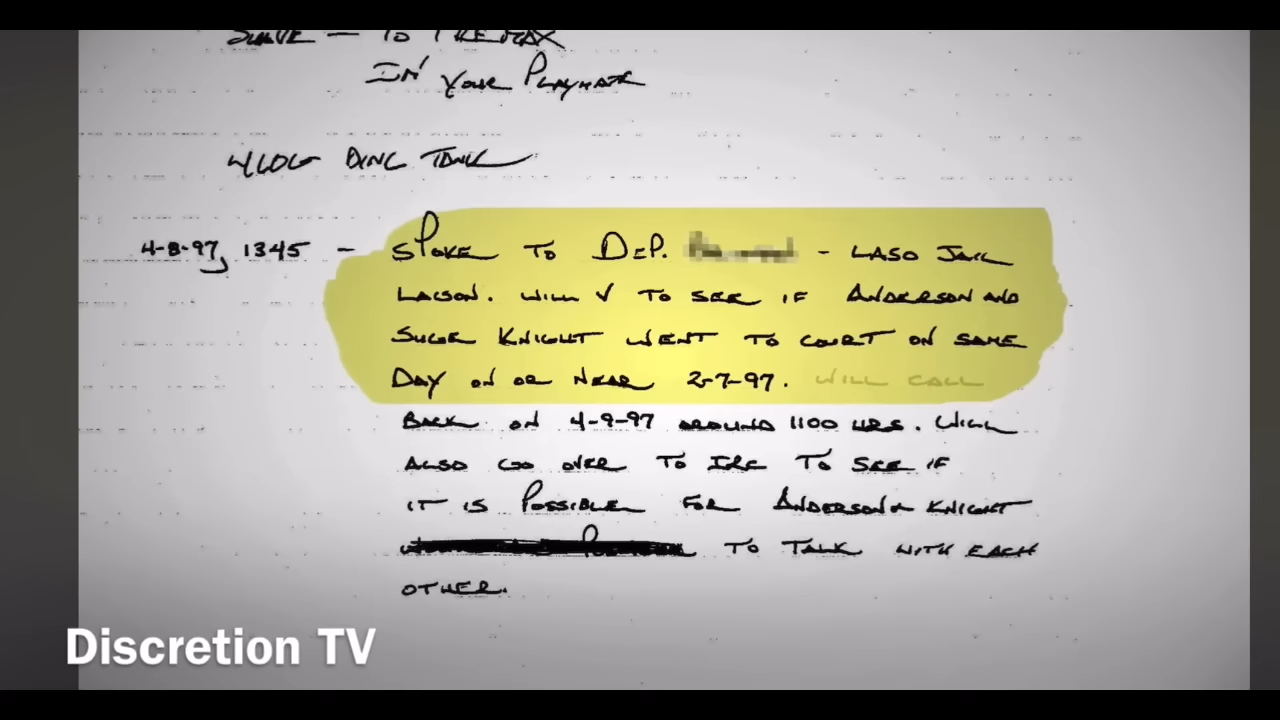 IN YOUR PLAYMATE
TANK
4-8-97, 1345 - SPOKE TO DEP. - LASO JAIL
LAISON. WILL √ TO SEE IF ANDERSON AND
SUGE KNIGHT WENT TO COURT ON SAME
DAY ON OR NEAR 2-7-97. WILL CALL
BACK ON 4-9-97 AROUND 1100 HRS. WILL
ALSO GO OVER TO IRC TO SEE IF
IT IS POSSIBLE FOR ANDERSON & KNIGHT
TO TALK WITH EACH
OTHER.
Discretion TV